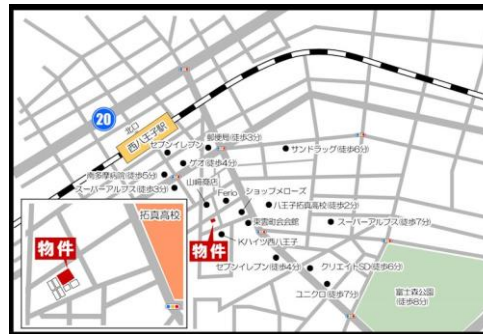 20
北口
西八王子駅
郵便局(徒歩3分)
セブンイレブン
サンドラッグ(徒歩6分)
ゲオ(徒歩4分)
南多摩病院(徒歩5分)
スーパーアルプス(徒歩3分)
山崎商店
Ferio
ショップメローズ
八王子拓真高校(徒歩2分)
東雲町会会館
スーパーアルプス(徒歩7分)
物件
Kハイツ西八王子
セブンイレブン(徒歩4分)
クリエイトSD(徒歩6分)
ユニクロ(徒歩7分)
富士森公園
(徒歩8分)
拓真高校
物件